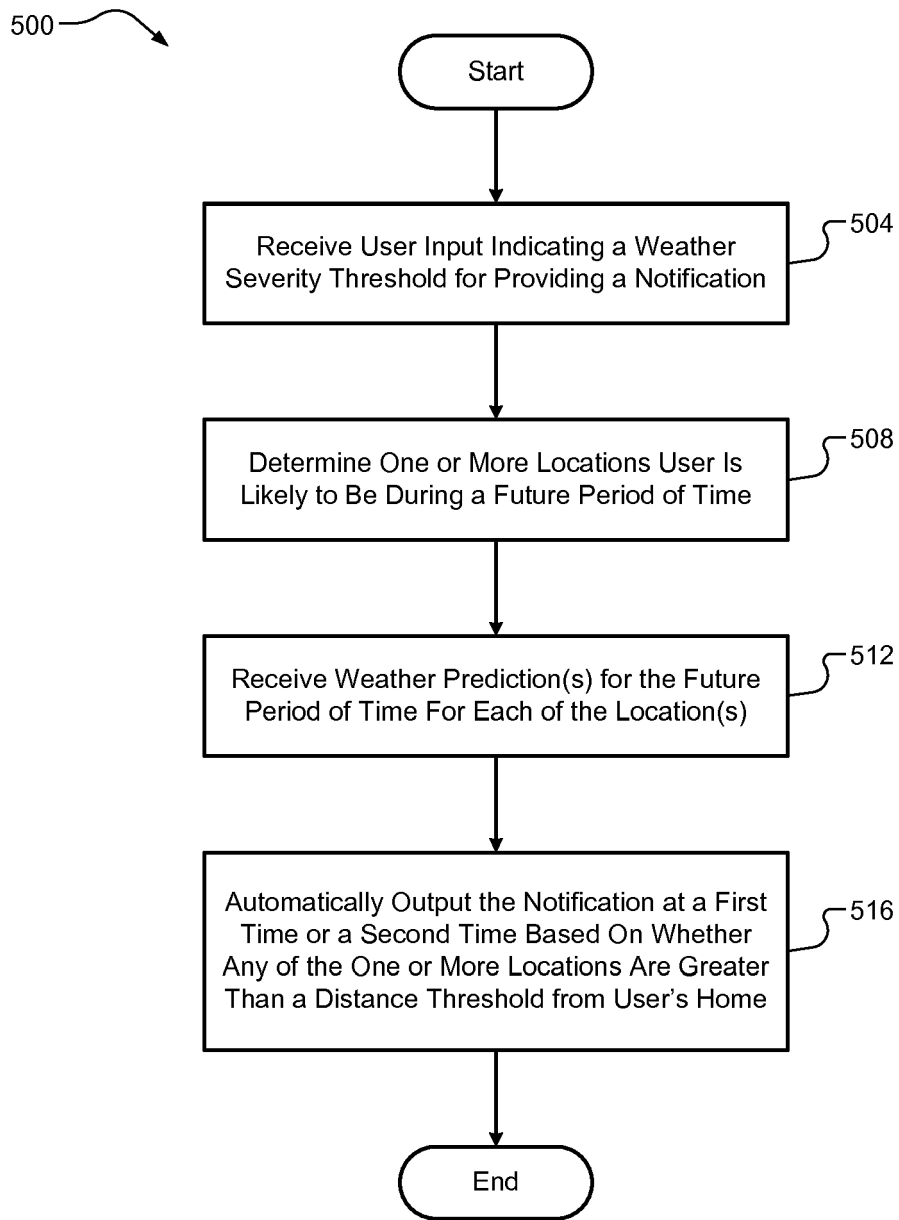 500
Start
Receive User Input Indicating a Weather
Severity Threshold for Providing a Notification
504
Determine One or More Locations User Is
Likely to Be During a Future Period of Time
508
Receive Weather Prediction(s) for the Future
Period of Time For Each of the Location(s)
512
Automatically Output the Notification at a First
Time or a Second Time Based On Whether
Any of the One or More Locations Are Greater
Than a Distance Threshold from User's Home
516
End